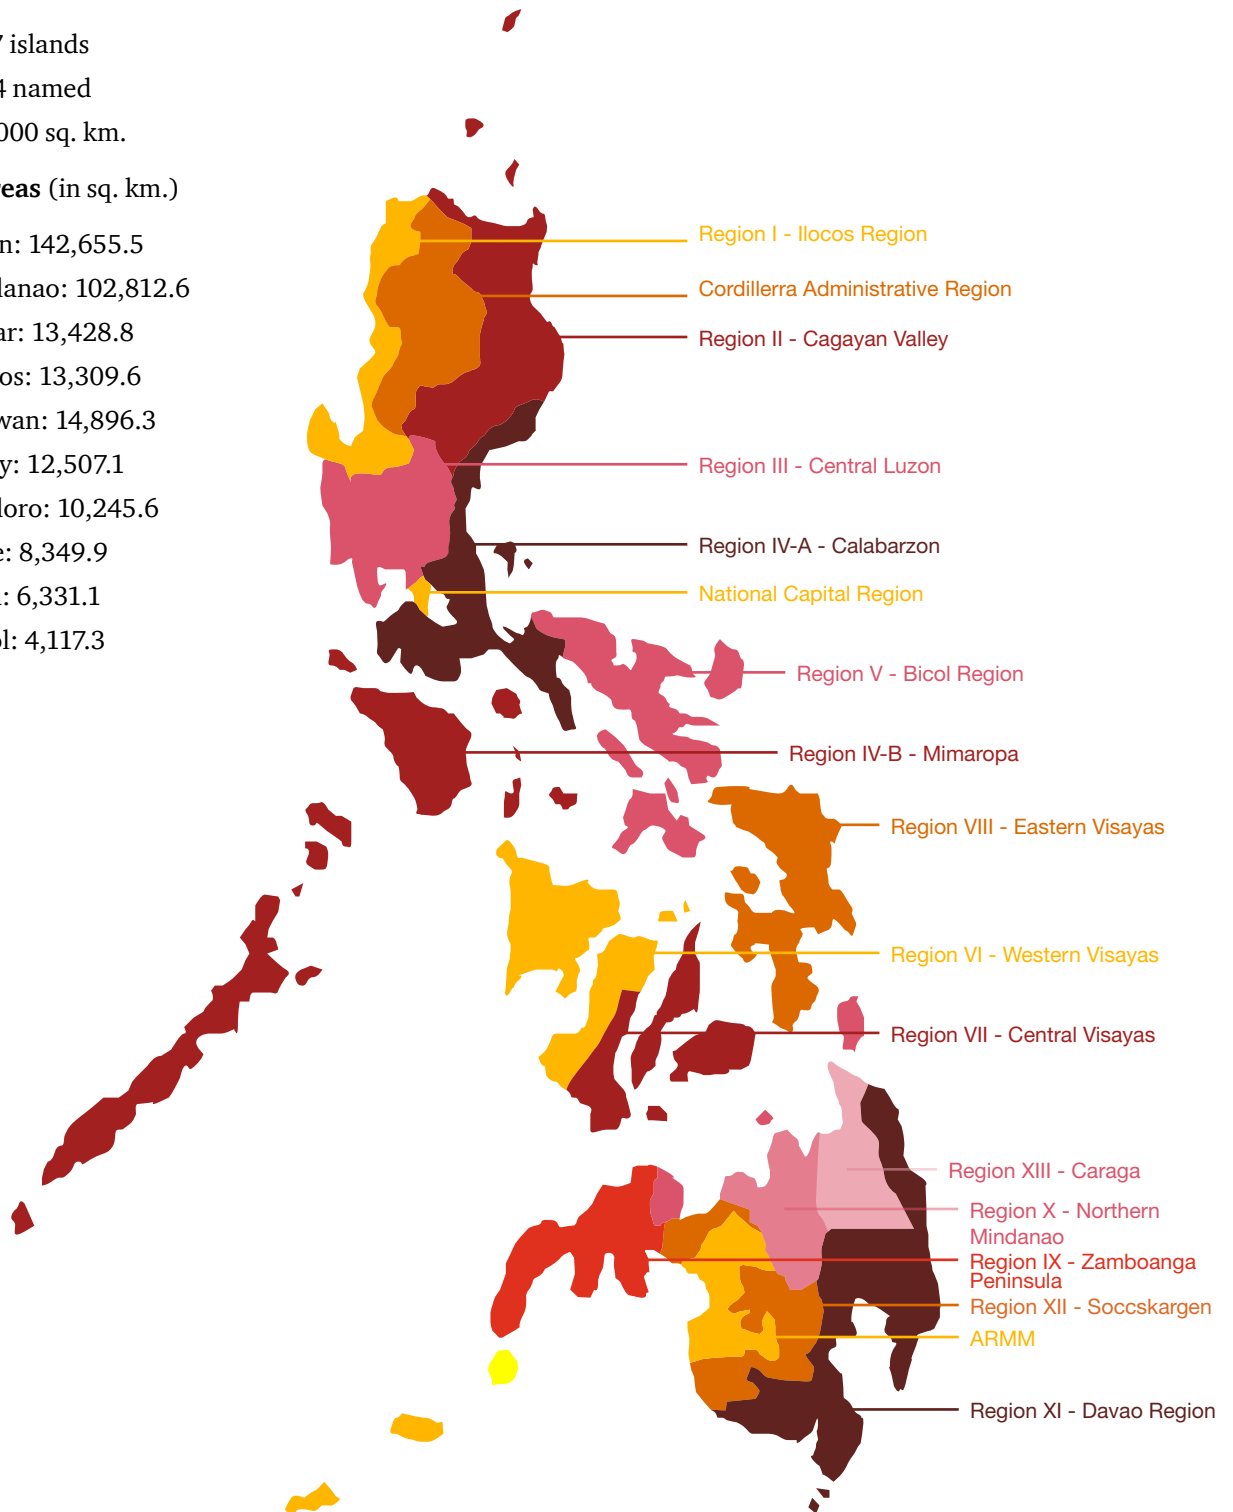 7 islands
4 named
000 sq. km.
eas (in sq. km.)
n: 142,655.5
lanao: 102,812.6
ar: 13,428.8
os: 13,309.6
wan: 14,896.3
y: 12,507.1
loro: 10,245.6
e: 8,349.9
: 6,331.1
ol: 4,117.3
Region I - Ilocos Region
Cordillerra Administrative Region
Region II - Cagayan Valley
Region III - Central Luzon
Region IV-A - Calabarzon
National Capital Region
Region V - Bicol Region
Region IV-B - Mimaropa
Region VIII - Eastern Visayas
Region VI - Western Visayas
Region VII - Central Visayas
Region XIII - Caraga
Region X - Northern
Mindanao
Region IX - Zamboanga
Peninsula
Region XII - Soccskargen
ARMM
Region XI - Davao Region